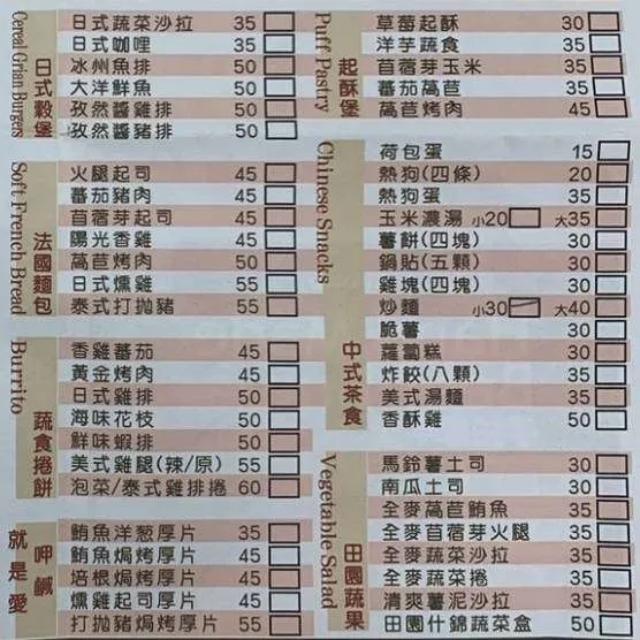 Cereal Grian Burgers
日式穀堡
日式蔬菜沙拉 35
日式咖哩 35
冰州魚排 50
大洋鮮魚 50
孜然醬雞排 50
孜然醬豬排 50
Soft French Bread
法國麵包
火腿起司 45
蕃茄豬肉 45
苜蓿芽起司 45
陽光香雞 45
萵苣烤肉 50
日式燻雞 55
泰式打拋豬 55
Burrito
蔬食捲餅
香雞蕃茄 45
黃金烤肉 45
日式雞排 50
海味花枝 50
鮮味蝦排 50
美式雞腿(辣/原) 55
泡菜/泰式雞排捲 60
就是愛
呷鹹
鮪魚洋葱厚片 35
鮪魚焗烤厚片 45
培根焗烤厚片 45
燻雞起司厚片 45
打拋豬焗烤厚片 55
Puff Pastry
起酥堡
草莓起酥 30
洋芋蔬食 35
苜蓿芽玉米 35
蕃茄萵苣 35
萵苣烤肉 45
Chinese Snacks
中式茶食
荷包蛋 15
熱狗(四條) 20
熱狗蛋 35
玉米濃湯 小20 大35
薯餅(四塊) 30
鍋貼(五顆) 30
雞塊(四塊) 30
炒麵 小30 大40
脆薯 30
蘿蔔糕 30
炸餃(八顆) 35
美式湯麵 35
香酥雞 50
Vegetable Salad
田園蔬果
馬鈴薯土司 30
南瓜土司 30
全麥萵苣鮪魚 35
全麥苜蓿芽火腿 35
全麥蔬菜沙拉 35
全麥蔬菜捲 35
清爽薯泥沙拉 35
田園什錦蔬菜盒 50